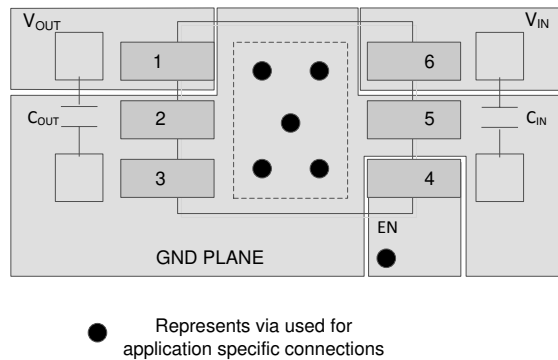 VOUT
VIN
1
6
COUT
2
5
CIN
3
4
EN
GND PLANE
Represents via used for
application specific connections